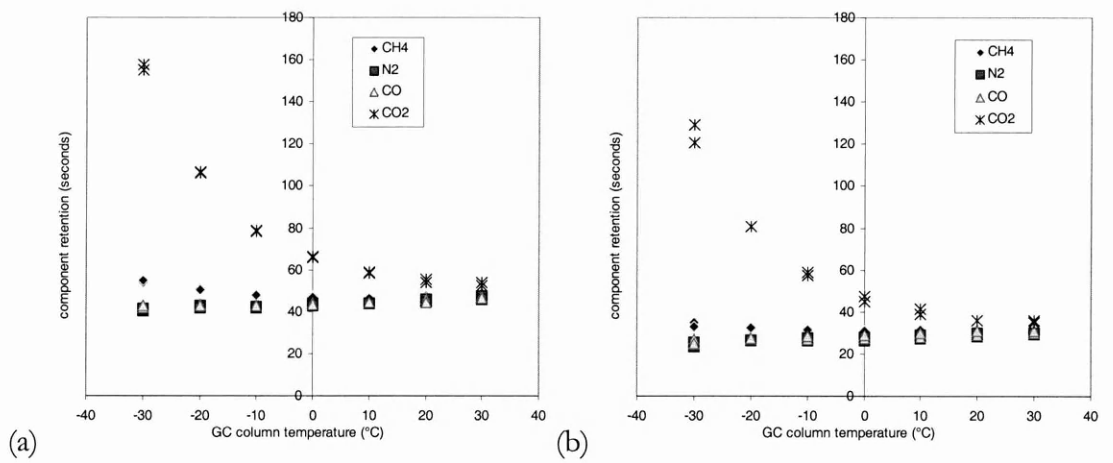 180
160
140
120
100
80
60
40
20
0
-40 -30 -20 -10 0 10 20 30 40
component retention (seconds)
GC column temperature (°C)
CH4
N2
CO
CO2
(a)
180
160
140
120
100
80
60
40
20
0
-40 -30 -20 -10 0 10 20 30 40
component retention (seconds)
GC column temperature (°C)
CH4
N2
CO
CO2
(b)